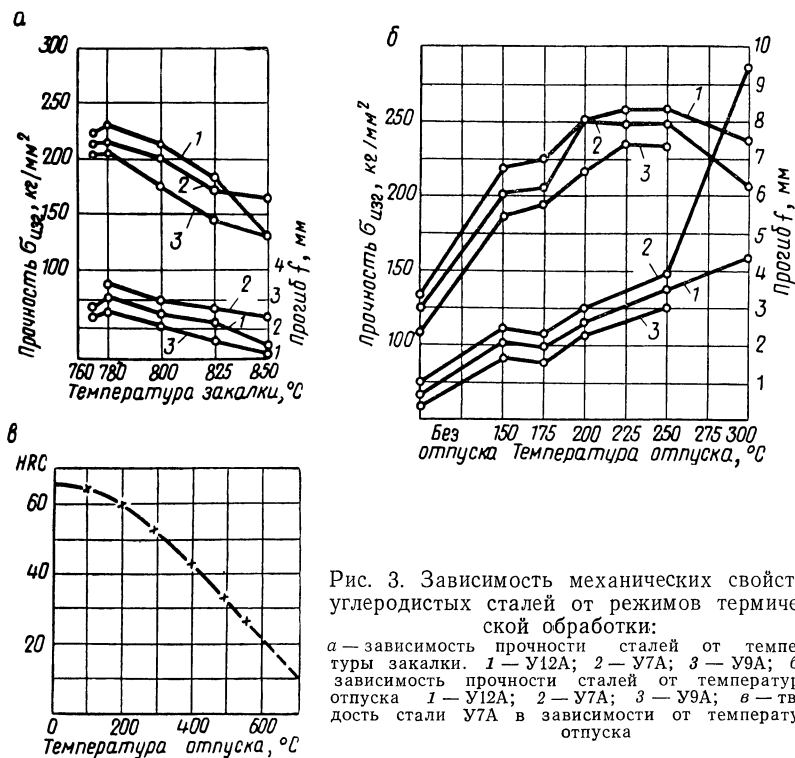 а
300
250
200
150
100
Прочность σизг, кг/мм²
1
2
3
2
1
3
4
3
2
1
Прогиб f, мм
760 780 800 825 850
Температура закалки, °С
б
250
200
150
100
Прочность σизг, кг/мм²
1
2
3
2
1
3
10
9
8
7
6
5
4
3
2
1
Прогиб f, мм
Без 150 175 200 225 250 275 300
отпуска Температура отпуска, °С
в
HRC
60
40
20
0 200 400 600
Температура отпуска, °С
Рис. 3. Зависимость механических свойст
углеродистых сталей от режимов термиче
ской обработки:
а — зависимость прочности сталей от темпе
туры закалки. 1 — У12А; 2 — У7А; 3 — У9А; б
зависимость прочности сталей от температур
отпуска 1 — У12А; 2 — У7А; 3 — У9А; в — тв
дость стали У7А в зависимости от температу
отпуска